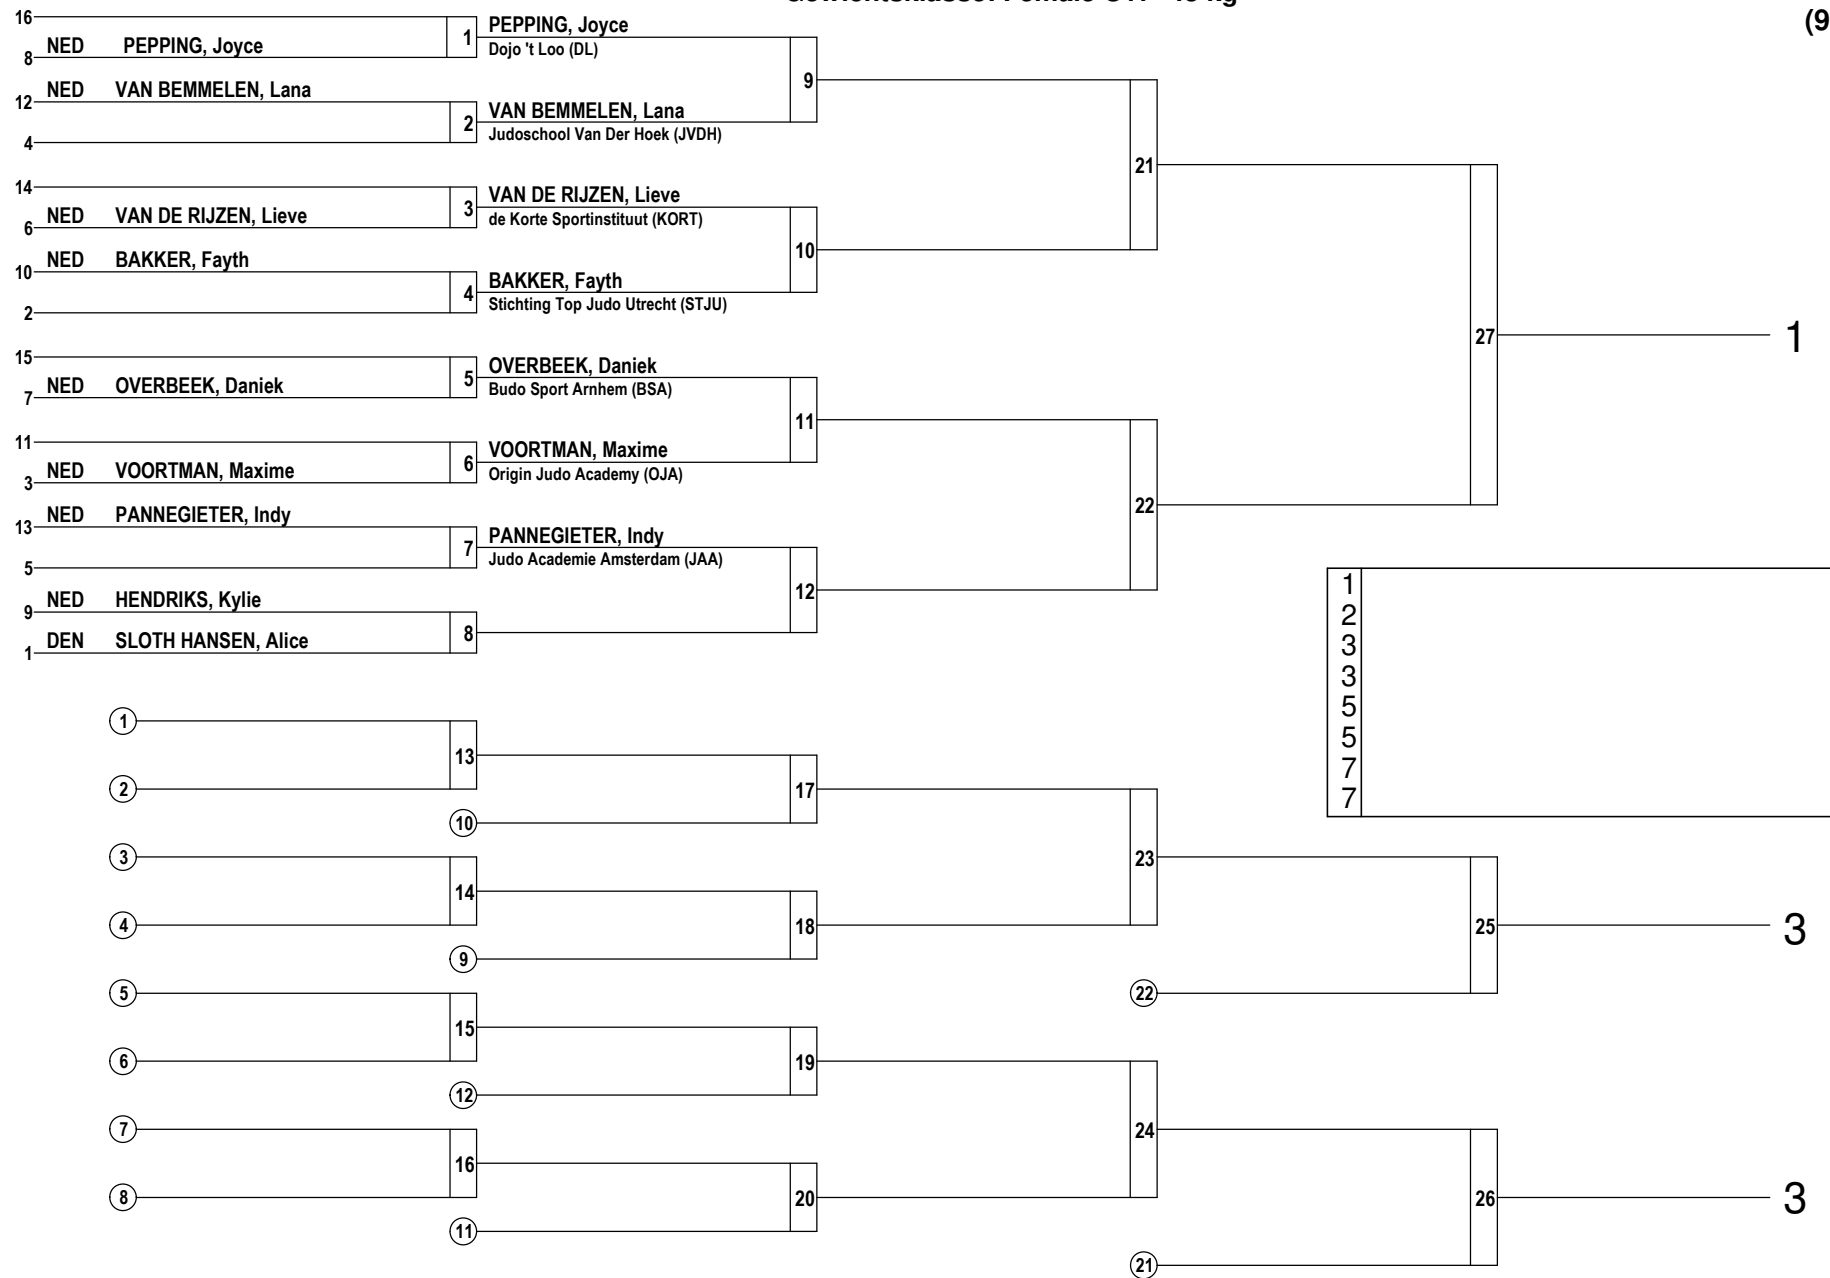 (9
16
1
PEPPING, Joyce
Dojo 't Loo (DL)
8 NED PEPPING, Joyce
9
12 NED VAN BEMMELEN, Lana
2
VAN BEMMELEN, Lana
Judoschool Van Der Hoek (JVDH)
4
21
14
3
VAN DE RIJZEN, Lieve
de Korte Sportinstituut (KORT)
6 NED VAN DE RIJZEN, Lieve
10
10 NED BAKKER, Fayth
4
BAKKER, Fayth
Stichting Top Judo Utrecht (STJU)
2
27
1
15
5
OVERBEEK, Daniek
Budo Sport Arnhem (BSA)
7 NED OVERBEEK, Daniek
11
11
6
VOORTMAN, Maxime
Origin Judo Academy (OJA)
3 NED VOORTMAN, Maxime
22
13 NED PANNEGIETER, Indy
7
PANNEGIETER, Indy
Judo Academie Amsterdam (JAA)
5
12
9 NED HENDRIKS, Kylie
8
1 DEN SLOTH HANSEN, Alice
1
2
3
3
5
5
7
7
1
13
2
17
10
3
23
14
4
18
25
3
9
5
22
15
6
19
12
7
24
16
8
20
26
3
11
21